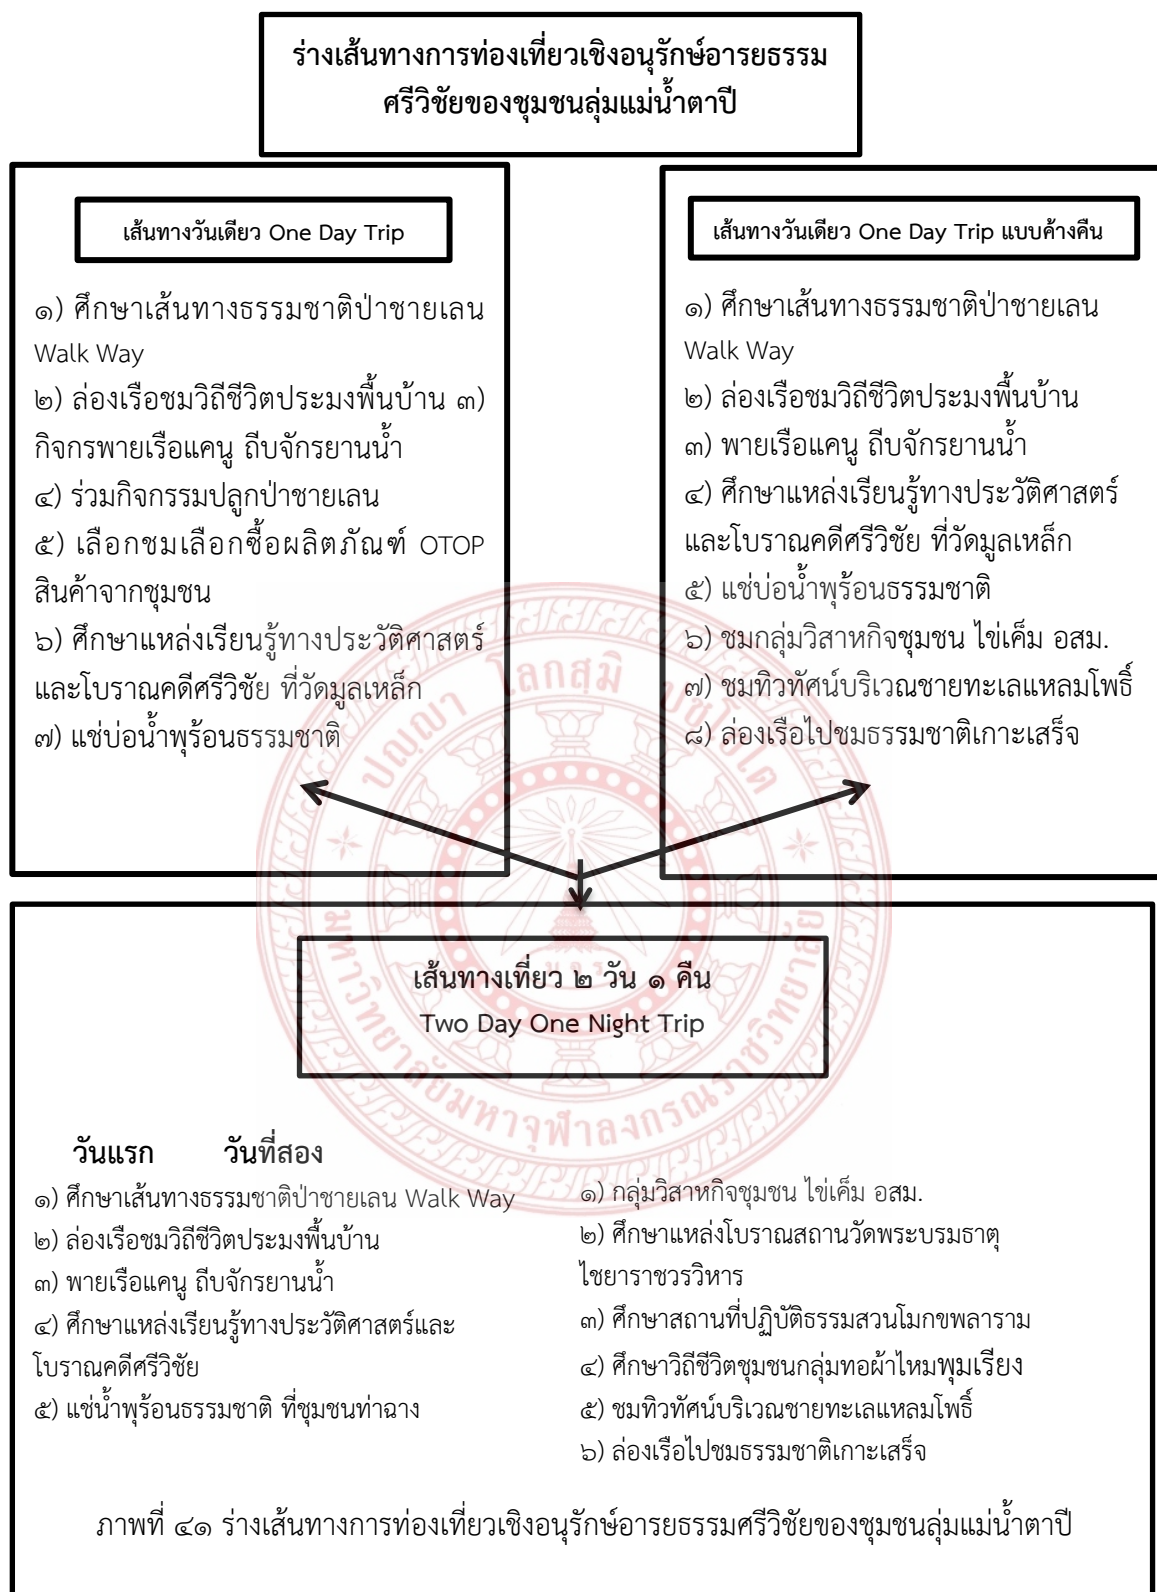 ร่างเส้นทางการท่องเที่ยวเชิงอนุรักษ์อารยธรรม
ศรีวิชัยของชุมชนลุ่มแม่น้ำตาปี
เส้นทางวันเดียว One Day Trip
๑) ศึกษาเส้นทางธรรมชาติป่าชายเลน
Walk Way
๒) ล่องเรือชมวิถีชีวิตประมงพื้นบ้าน ๓)
กิจกรพายเรือแคนู ถีบจักรยานน้ำ
๔) ร่วมกิจกรรมปลูกป่าชายเลน
๕) เลือกชมเลือกซื้อผลิตภัณฑ์ OTOP
สินค้าจากชุมชน
๖) ศึกษาแหล่งเรียนรู้ทางประวัติศาสตร์
และโบราณคดีศรีวิชัย ที่วัดมูลเหล็ก
๗) แช่บ่อน้ำพุร้อนธรรมชาติ
เส้นทางวันเดียว One Day Trip แบบค้างคืน
๑) ศึกษาเส้นทางธรรมชาติป่าชายเลน
Walk Way
๒) ล่องเรือชมวิถีชีวิตประมงพื้นบ้าน
๓) พายเรือแคนู ถีบจักรยานน้ำ
๔) ศึกษาแหล่งเรียนรู้ทางประวัติศาสตร์
และโบราณคดีศรีวิชัย ที่วัดมูลเหล็ก
๕) แช่บ่อน้ำพุร้อนธรรมชาติ
๖) ชมกลุ่มวิสาหกิจชุมชน ไข่เค็ม อสม.
๗) ชมทิวทัศน์บริเวณชายทะเลแหลมโพธิ์
๘) ล่องเรือไปชมธรรมชาติเกาะเสร็จ
ปญฺญา โลกสฺมิ ปชฺโชโต
ม จ ร
มหาวิทยาลัยมหาจุฬาลงกรณราชวิทยาลัย
เส้นทางเที่ยว ๒ วัน ๑ คืน
Two Day One Night Trip
วันแรก วันที่สอง
๑) ศึกษาเส้นทางธรรมชาติป่าชายเลน Walk Way
๒) ล่องเรือชมวิถีชีวิตประมงพื้นบ้าน
๓) พายเรือแคนู ถีบจักรยานน้ำ
๔) ศึกษาแหล่งเรียนรู้ทางประวัติศาสตร์และ
โบราณคดีศรีวิชัย
๕) แช่น้ำพุร้อนธรรมชาติ ที่ชุมชนท่าฉาง
๑) กลุ่มวิสาหกิจชุมชน ไข่เค็ม อสม.
๒) ศึกษาแหล่งโบราณสถานวัดพระบรมธาตุ
ไชยาราชวรวิหาร
๓) ศึกษาสถานที่ปฏิบัติธรรมสวนโมกขพลาราม
๔) ศึกษาวิถีชีวิตชุมชนกลุ่มทอผ้าไหมพุมเรียง
๕) ชมทิวทัศน์บริเวณชายทะเลแหลมโพธิ์
๖) ล่องเรือไปชมธรรมชาติเกาะเสร็จ
ภาพที่ ๔๑ ร่างเส้นทางการท่องเที่ยวเชิงอนุรักษ์อารยธรรมศรีวิชัยของชุมชนลุ่มแม่น้ำตาปี